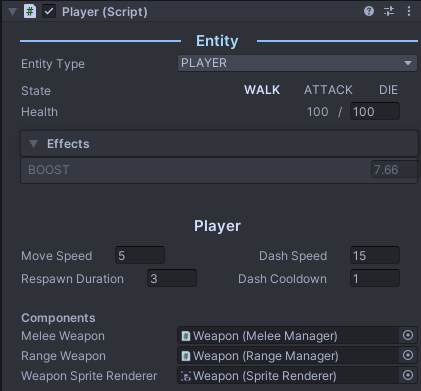 Player (Script)
Entity
Entity Type PLAYER
State WALK ATTACK DIE
Health 100 / 100
Effects
BOOST 7.66
Player
Move Speed 5 Dash Speed 15
Respawn Duration 3 Dash Cooldown 1
Components
Melee Weapon Weapon (Melee Manager)
Range Weapon Weapon (Range Manager)
Weapon Sprite Renderer Weapon (Sprite Renderer)